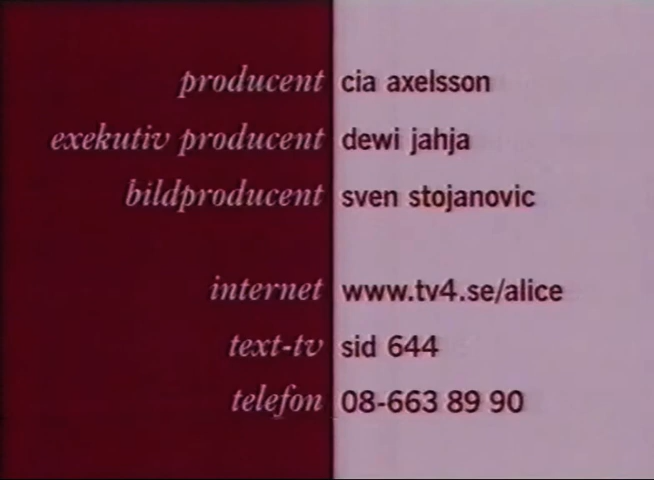 producent cia axelsson
exekutiv producent dewi jahja
bildproducent sven stojanovic
internet www.tv4.se/alice
text-tv sid 644
telefon 08-663 89 90